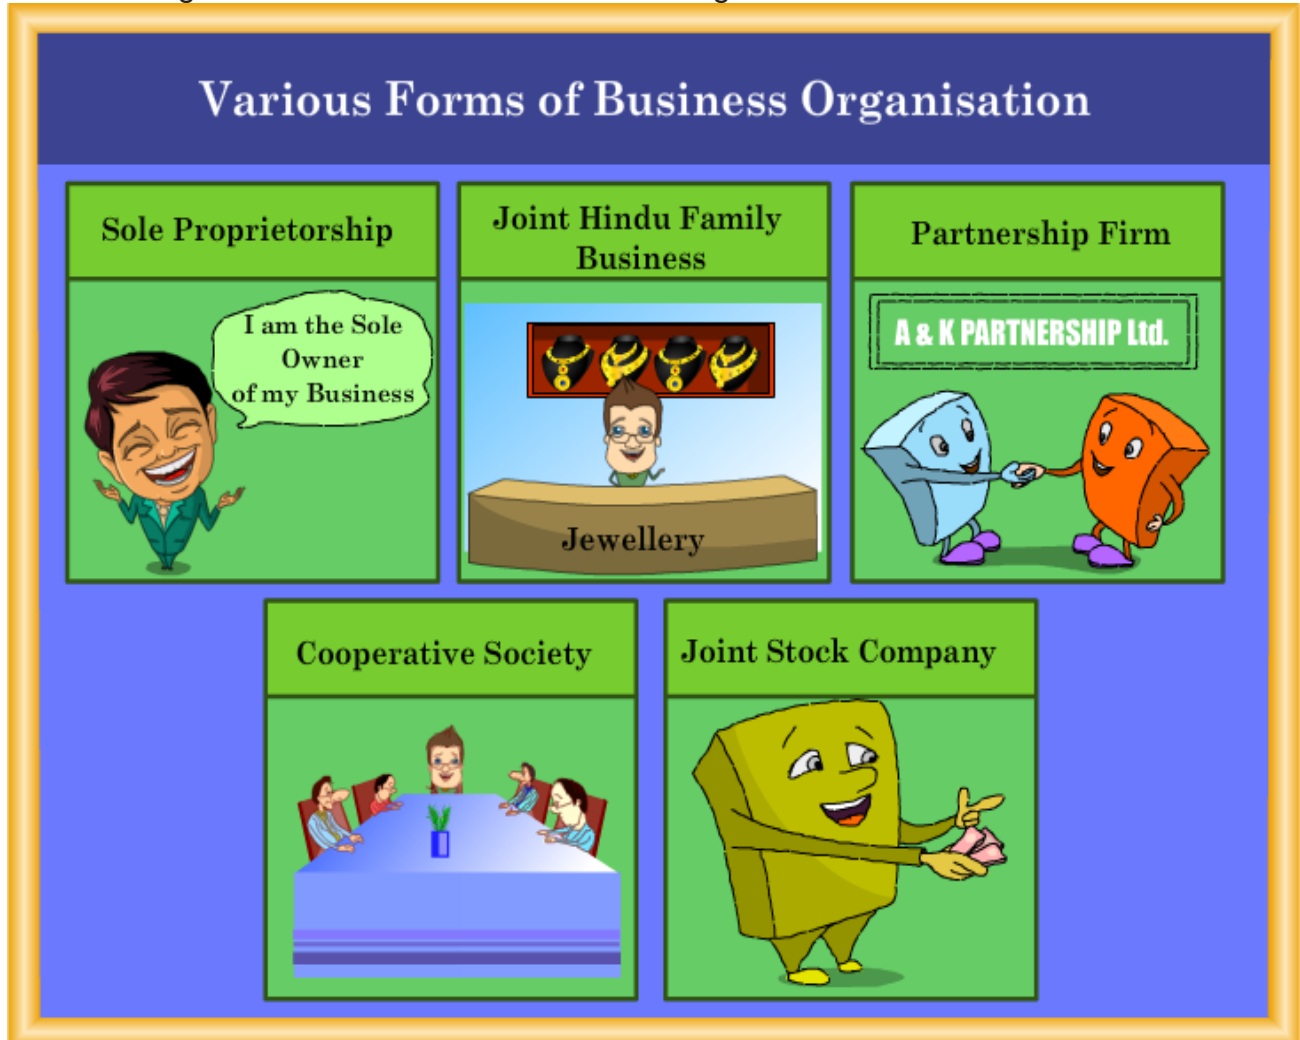 Various Forms of Business Organisation
Sole Proprietorship
I am the Sole
Owner
of my Business
Joint Hindu Family
Business
Jewellery
Partnership Firm
A & K PARTNERSHIP Ltd.
Cooperative Society
Joint Stock Company